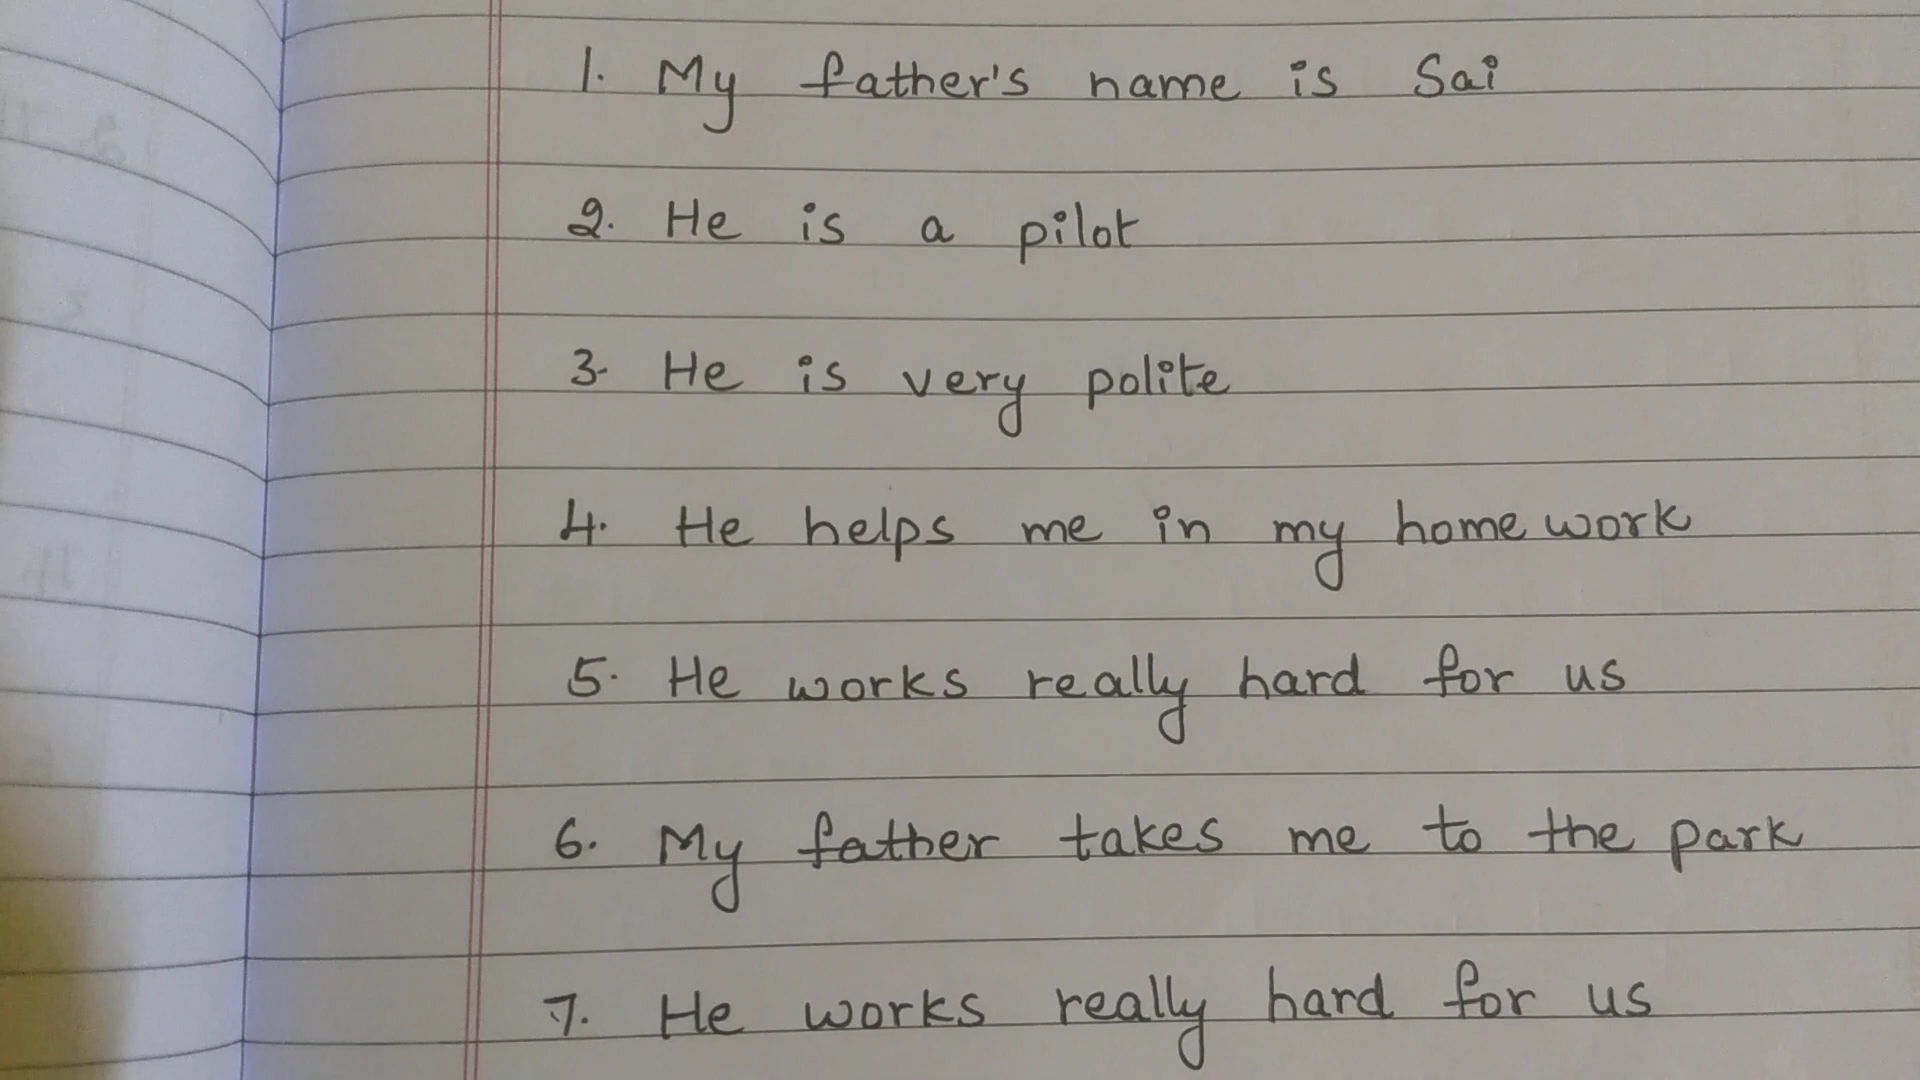 1. My father's name is Sai
2. He is a pilot
3. He is very polite
4. He helps me in my home work
5. He works really hard for us
6. My father takes me to the park
7. He works really hard for us